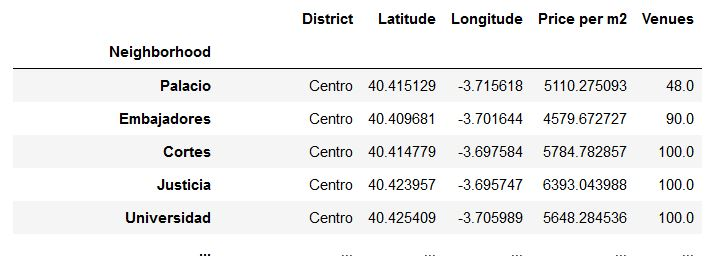 District Latitude Longitude Price per m2 Venues
Neighborhood
Palacio Centro 40.415129 -3.715618 5110.275093 48.0
Embajadores Centro 40.409681 -3.701644 4579.672727 90.0
Cortes Centro 40.414779 -3.697584 5784.782857 100.0
Justicia Centro 40.423957 -3.695747 6393.043988 100.0
Universidad Centro 40.425409 -3.705989 5648.284536 100.0
... ... ... ... ... ...